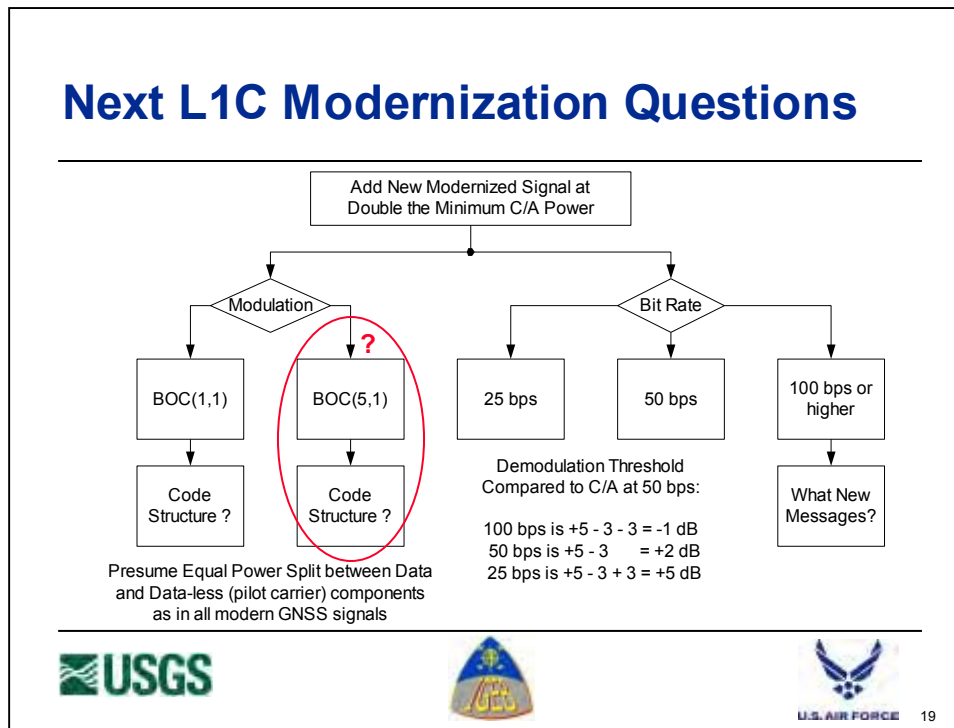 Next L1C Modernization Questions
Add New Modernized Signal at
Double the Minimum C/A Power
Modulation
Bit Rate
?
BOC(1,1)
BOC(5,1)
25 bps
50 bps
100 bps or
higher
Code
Structure ?
Code
Structure ?
Demodulation Threshold
Compared to C/A at 50 bps:
100 bps is +5 - 3 - 3 = -1 dB
50 bps is +5 - 3 = +2 dB
25 bps is +5 - 3 + 3 = +5 dB
What New
Messages?
Presume Equal Power Split between Data
and Data-less (pilot carrier) components
as in all modern GNSS signals
USGS
U.S. AIR FORCE
19